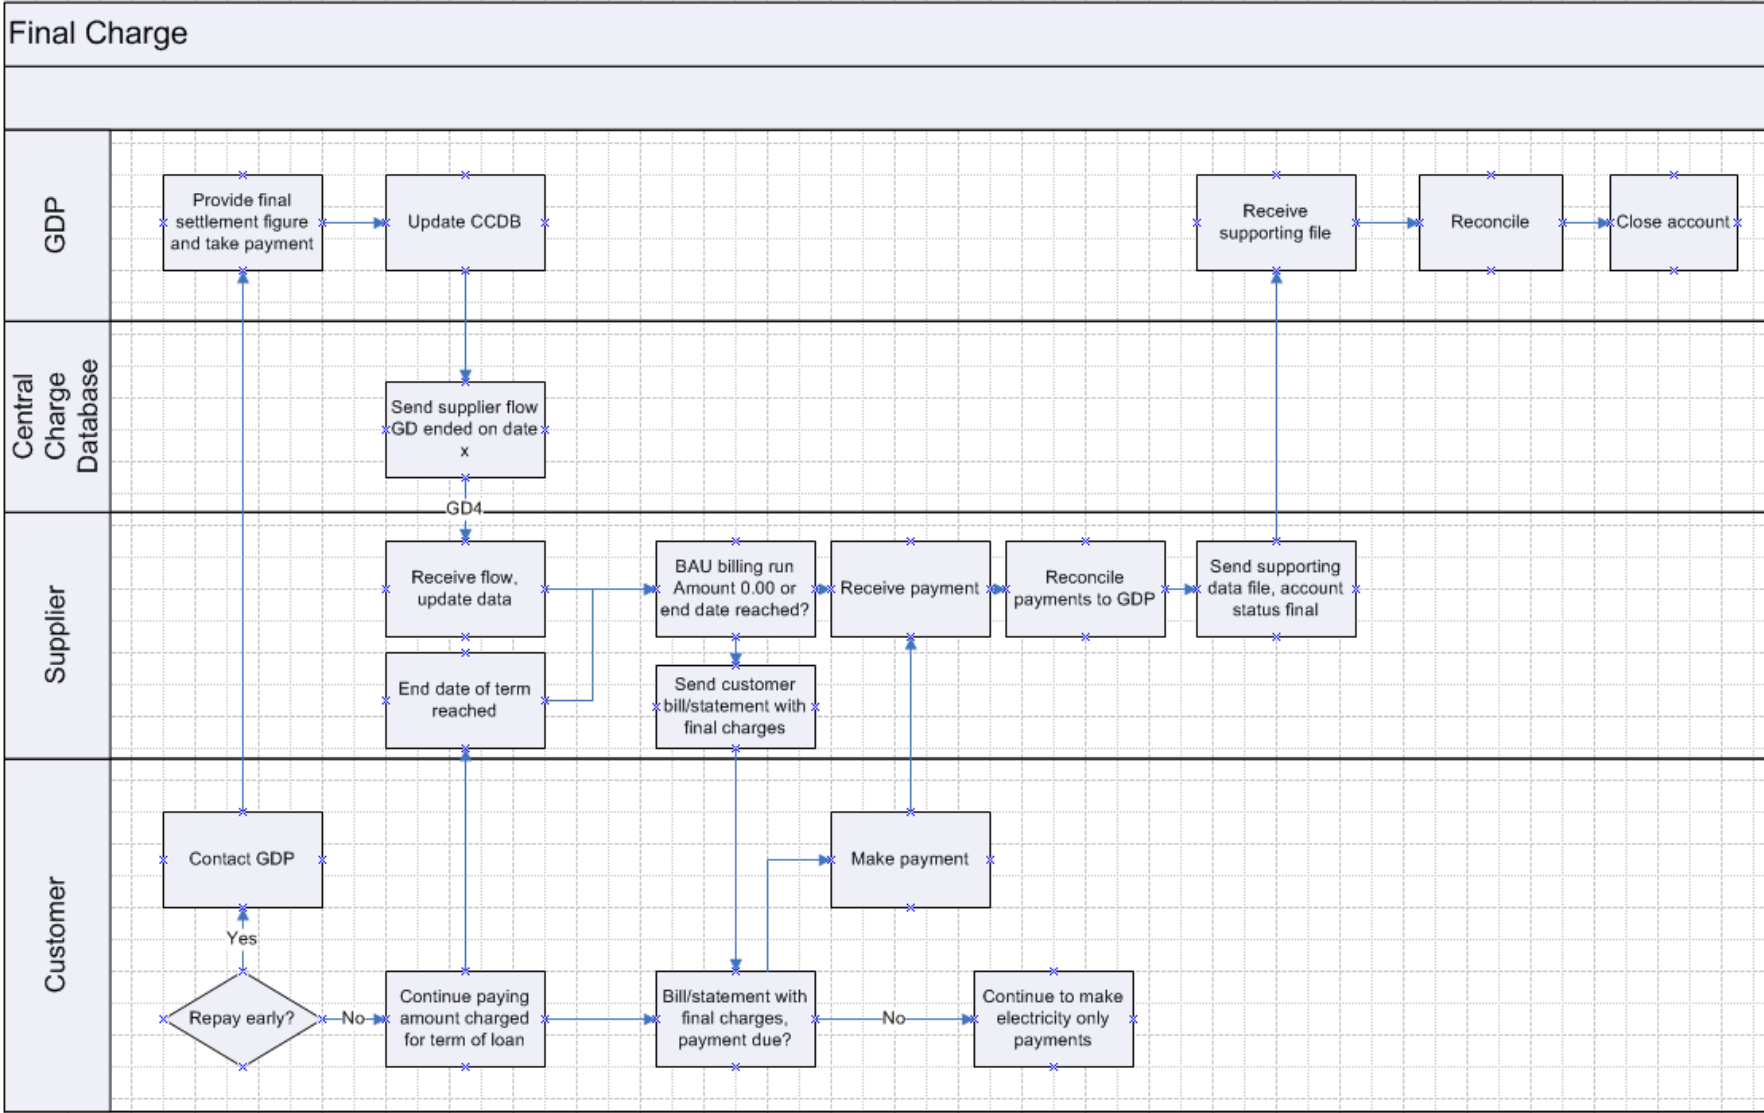 Final Charge
GDP
Provide final
settlement figure
and take payment
Update CCDB
Receive
supporting file
Reconcile
Close account
Central
Charge
Database
Send supplier flow
GD ended on date
x
GD4
Supplier
Receive flow,
update data
BAU billing run
Amount 0.00 or
end date reached?
Receive payment
Reconcile
payments to GDP
Send supporting
data file, account
status final
End date of term
reached
Send customer
bill/statement with
final charges
Customer
Contact GDP
Make payment
Yes
Repay early?
No
Continue paying
amount charged
for term of loan
Bill/statement with
final charges,
payment due?
No
Continue to make
electricity only
payments